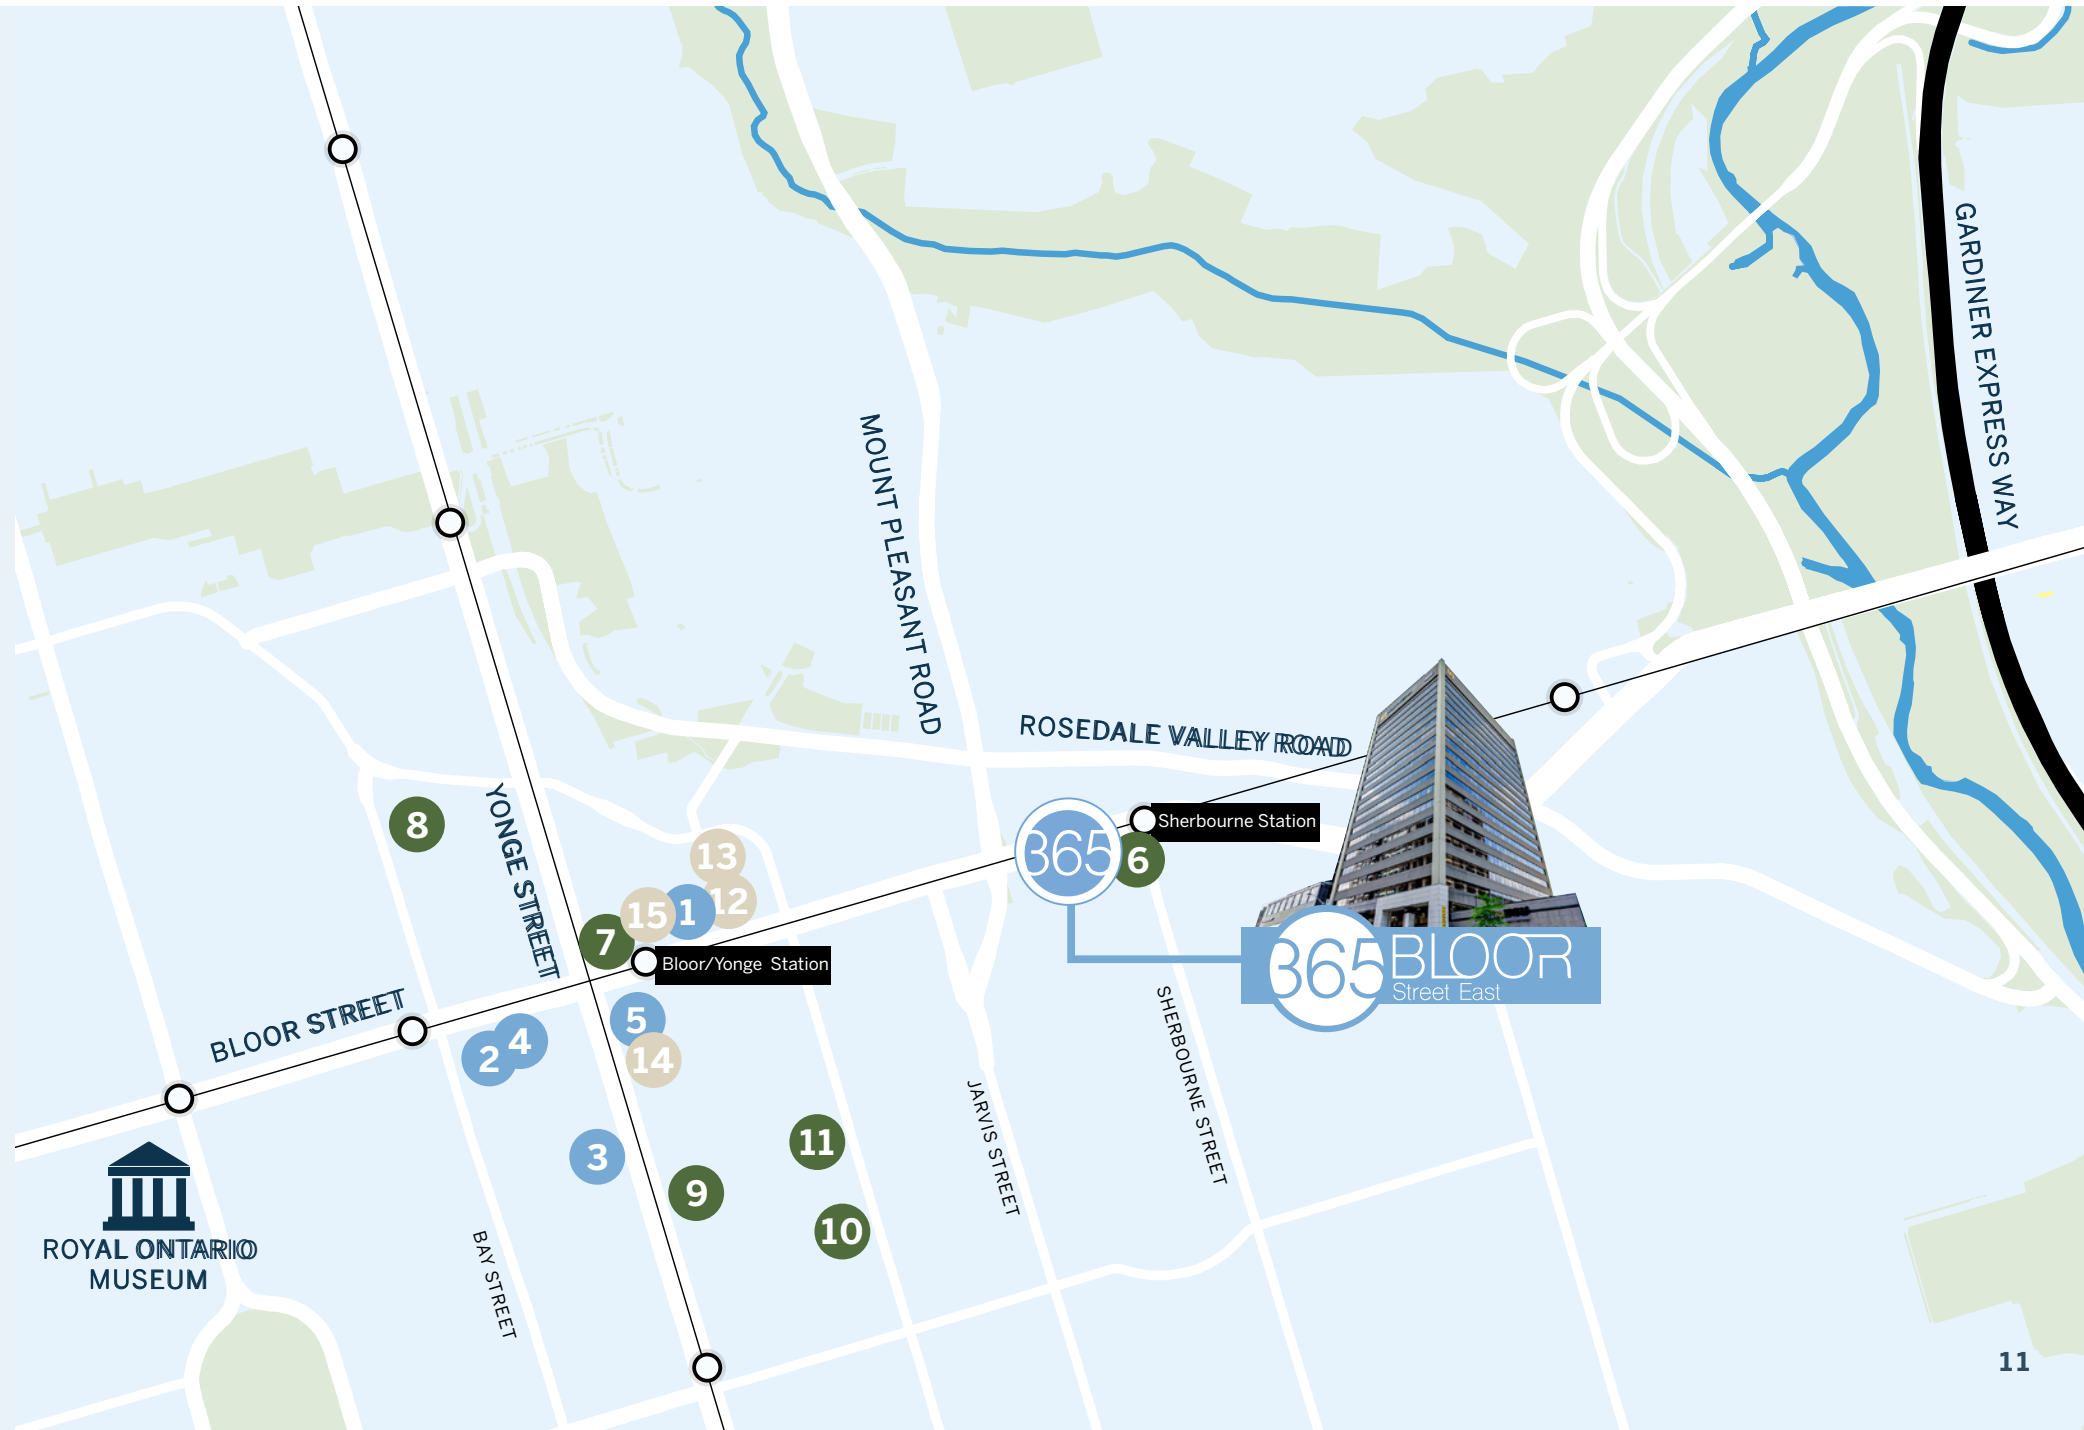 GARDINER EXPRESS WAY
MOUNT PLEASANT ROAD
ROSEDALE VALLEY ROAD
YONGE STREET
8
Sherbourne Station
365
6
13
12
15
1
7
Bloor/Yonge Station
365
BLOOR
Street East
BLOOR STREET
5
4
2
14
SHERBOURNE STREET
JARVIS STREET
11
3
9
10
ROYAL ONTARIO
MUSEUM
BAY STREET
11